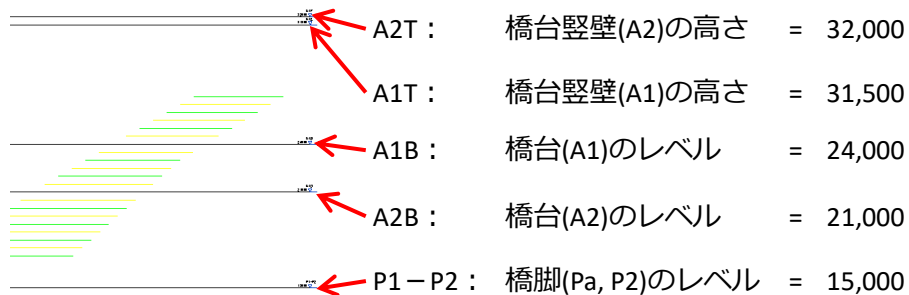 A2T： 橋台竪壁(A2)の高さ = 32,000
A1T： 橋台竪壁(A1)の高さ = 31,500
A1B： 橋台(A1)のレベル = 24,000
A2B： 橋台(A2)のレベル = 21,000
P1－P2： 橋脚(Pa, P2)のレベル = 15,000